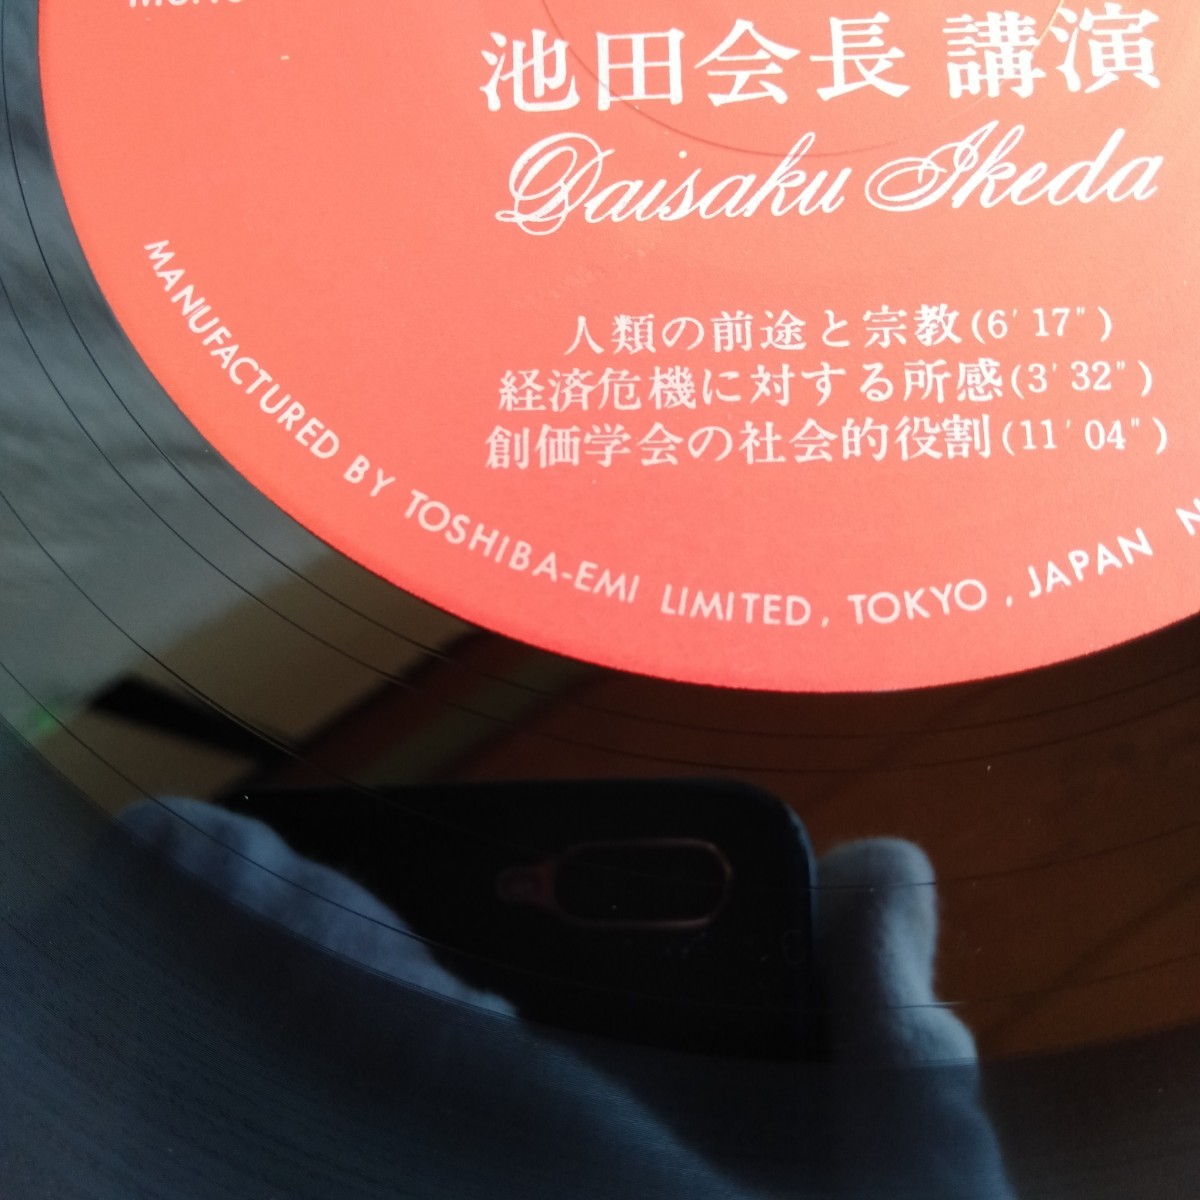 池田会長 講演
Daisaku Ikeda
人類の前途と宗教(6'17")
経済危機に対する所感(3'32")
創価学会の社会的役割(11'04")
MANUFACTURED BY TOSHIBA-EMI LIMITED, TOKYO, JAPAN